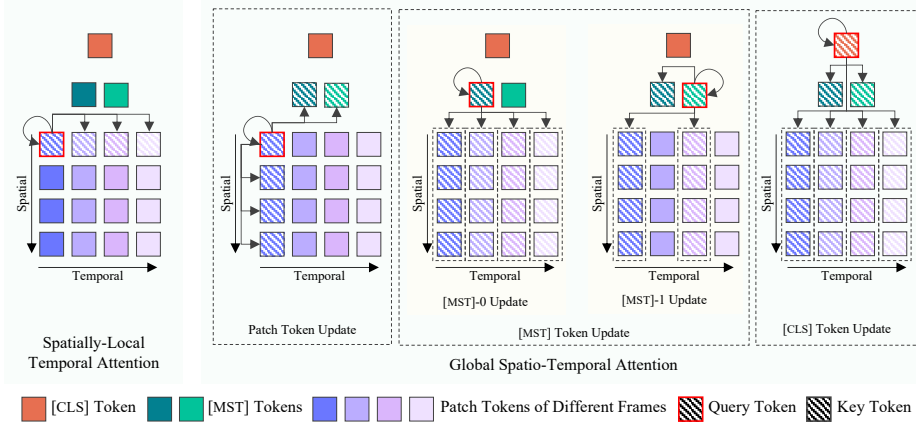 Spatial
Temporal
Spatially-Local
Temporal Attention
Spatial
Temporal
Patch Token Update
Spatial
Temporal
[MST]-0 Update
Spatial
Temporal
[MST]-1 Update
[MST] Token Update
Spatial
Temporal
[CLS] Token Update
Global Spatio-Temporal Attention
[CLS] Token
[MST] Tokens
Patch Tokens of Different Frames
Query Token
Key Token